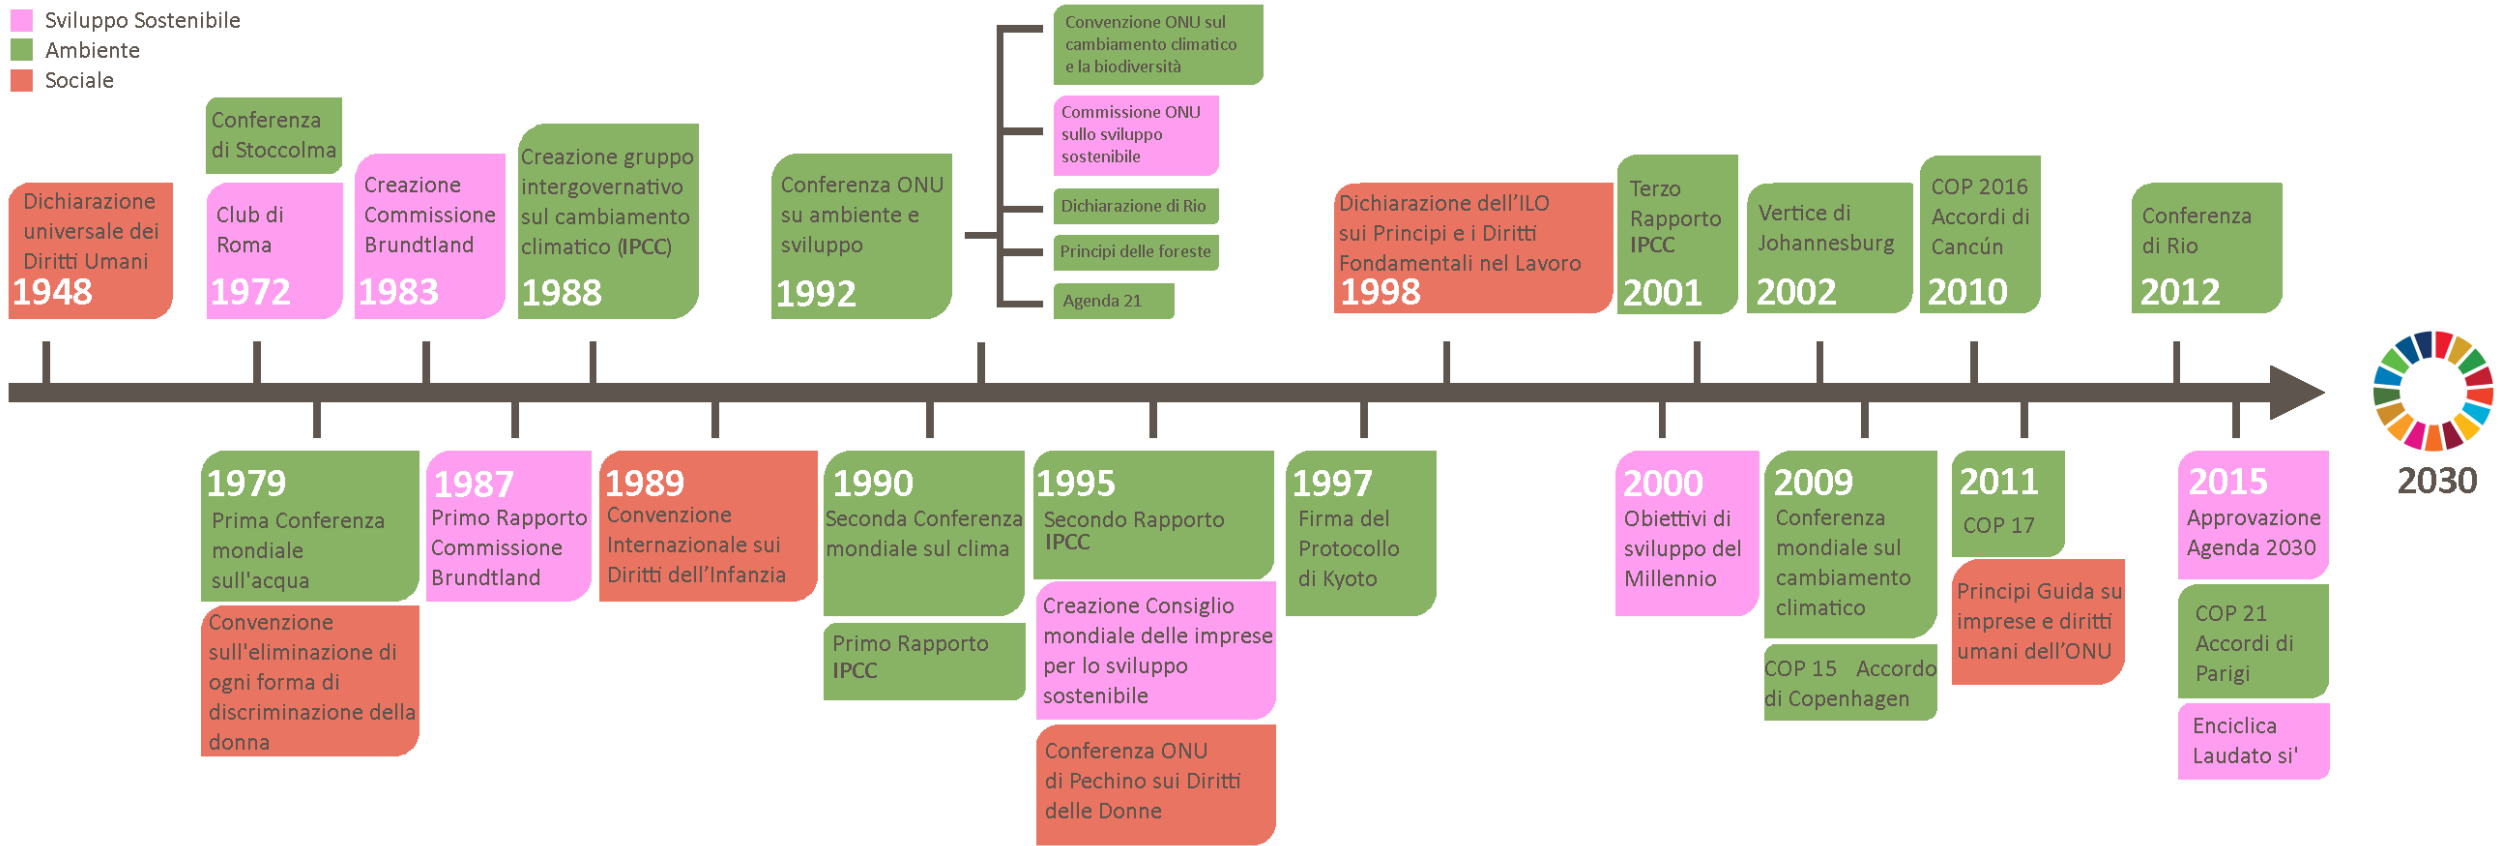 Sviluppo Sostenibile
Ambiente
Sociale
Dichiarazione
universale dei
Diritti Umani
1948
Conferenza
di Stoccolma
Club di
Roma
1972
Creazione
Commissione
Brundtland
1983
Creazione gruppo
intergovernativo
sul cambiamento
climatico (IPCC)
1988
Conferenza ONU
su ambiente e
sviluppo
1992
Convenzione ONU sul
cambiamento climatico
e la biodiversità
Commissione ONU
sullo sviluppo
sostenibile
Dichiarazione di Rio
Principi delle foreste
Agenda 21
Dichiarazione dell’ILO
sui Principi e i Diritti
Fondamentali nel Lavoro
1998
Terzo
Rapporto
IPCC
2001
Vertice di
Johannesburg
2002
COP 2016
Accordi di
Cancún
2010
Conferenza
di Rio
2012
1979
Prima Conferenza
mondiale
sull'acqua
Convenzione
sull'eliminazione di
ogni forma di
discriminazione della
donna
1987
Primo Rapporto
Commissione
Brundtland
1989
Convenzione
Internazionale sui
Diritti dell’Infanzia
1990
Seconda Conferenza
mondiale sul clima
Primo Rapporto
IPCC
1995
Secondo Rapporto
IPCC
Creazione Consiglio
mondiale delle imprese
per lo sviluppo
sostenibile
Conferenza ONU
di Pechino sui Diritti
delle Donne
1997
Firma del
Protocollo
di Kyoto
2000
Obiettivi di
sviluppo del
Millennio
2009
Conferenza
mondiale sul
cambiamento
climatico
COP 15 Accordo
di Copenhagen
2011
COP 17
Principi Guida su
imprese e diritti
umani dell’ONU
2015
Approvazione
Agenda 2030
COP 21
Accordi di
Parigi
Enciclica
Laudato si'
2030